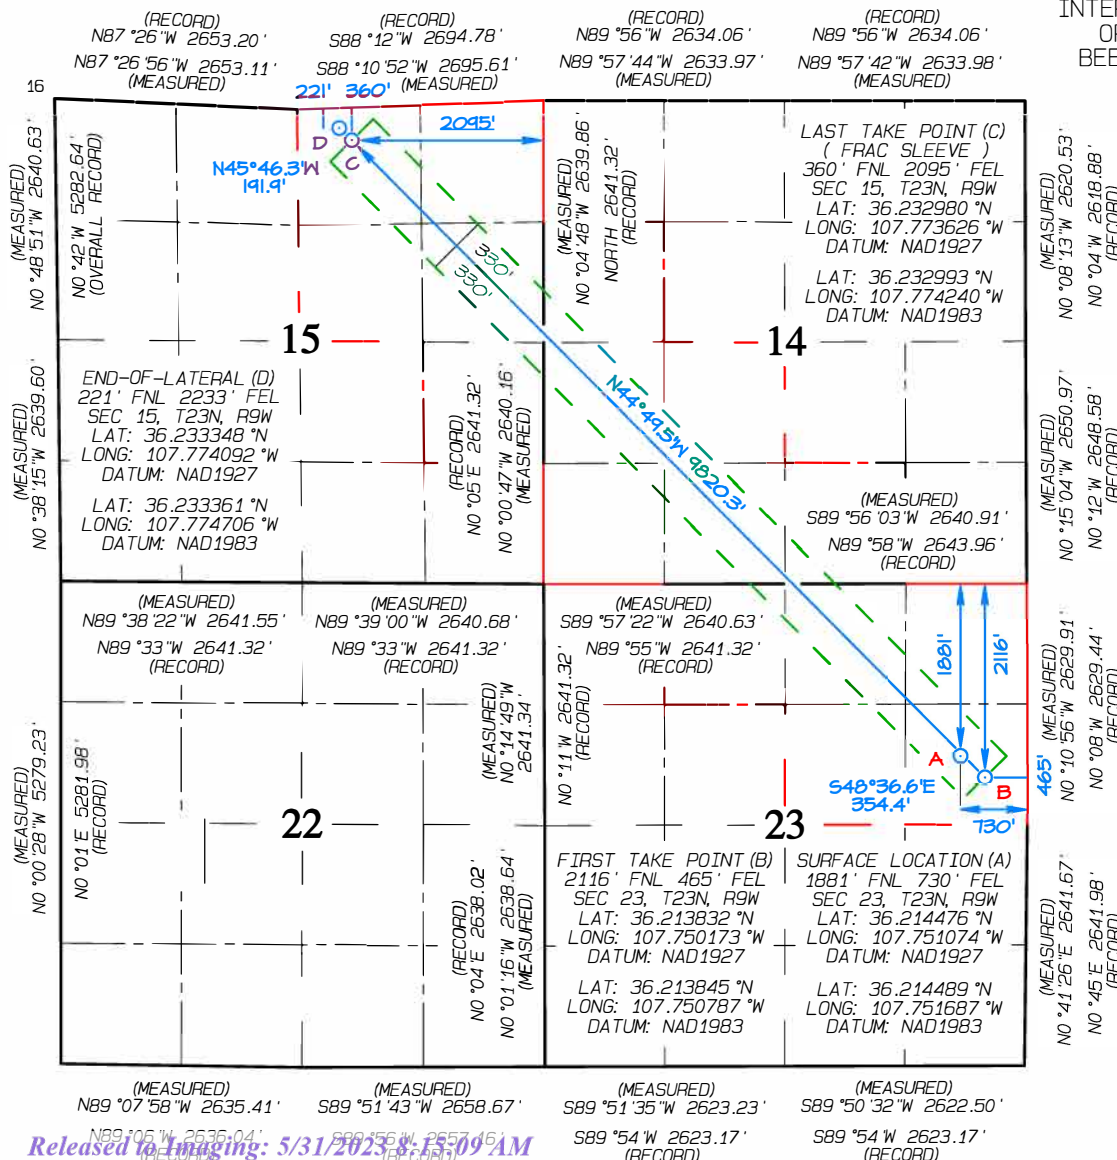 INTER
OF
BEE
(RECORD)
N87°26"W 2653.20'
N87°26'56"W 2653.11'
(MEASURED)
(RECORD)
S88°12"W 2694.78'
S88°10'52"W 2695.61'
(MEASURED)
(RECORD)
N89°56"W 2634.06'
N89°57'44"W 2633.97'
(MEASURED)
(RECORD)
N89°56"W 2634.06'
N89°57'42"W 2633.98'
(MEASURED)
16
221' 360'
2095'
D
C
N45°46.3'W
191.9'
(MEASURED)
N0°48'51"W 2640.63'
N0°42"W 5282.64'
(OVERALL RECORD)
(MEASURED)
N0°04'48"W 2639.86'
NORTH 2641.32'
(RECORD)
LAST TAKE POINT (C)
( FRAC SLEEVE )
360' FNL 2095' FEL
SEC 15, T23N, R9W
LAT: 36.232980°N
LONG: 107.773626°W
DATUM: NAD1927
LAT: 36.232993°N
LONG: 107.774240°W
DATUM: NAD1983
(MEASURED)
N0°08'13"W 2620.53'
N0°04"W 2618.88'
(RECORD)
330'
330'
15
14
END-OF-LATERAL (D)
221' FNL 2233' FEL
SEC 15, T23N, R9W
LAT: 36.233348°N
LONG: 107.774092°W
DATUM: NAD1927
LAT: 36.233361°N
LONG: 107.774706°W
DATUM: NAD1983
(MEASURED)
N0°38'15"W 2639.60'
(RECORD)
N0°05'E 2641.32'
N0°00'47"W 2640.16'
(MEASURED)
N44°49.5'W 9820.3'
(MEASURED)
N0°15'04"W 2650.97'
N0°12"W 2648.58'
(RECORD)
(MEASURED)
S89°56'03"W 2640.91'
N89°58"W 2643.96'
(RECORD)
(MEASURED)
N89°38'22"W 2641.55'
N89°33"W 2641.32'
(RECORD)
(MEASURED)
N89°39'00"W 2640.68'
N89°33"W 2641.32'
(RECORD)
(MEASURED)
S89°57'22"W 2640.63'
N89°55"W 2641.32'
(RECORD)
1881'
2116'
(MEASURED)
N0°10'56"W 2629.91'
N0°08"W 2629.44'
(RECORD)
(MEASURED)
N0°14'49"W
2641.34'
N0°11"W 2641.32'
(RECORD)
A
B
465'
S48°36.6'E
354.4'
730'
(MEASURED)
N0°00'28"W 5279.23'
N0°01'E 5281.98'
(RECORD)
22
23
(RECORD)
N0°04'E 2638.02'
N0°01'16"W 2638.64'
(MEASURED)
FIRST TAKE POINT (B)
2116' FNL 465' FEL
SEC 23, T23N, R9W
LAT: 36.213832°N
LONG: 107.750173°W
DATUM: NAD1927
LAT: 36.213845°N
LONG: 107.750787°W
DATUM: NAD1983
SURFACE LOCATION (A)
1881' FNL 730' FEL
SEC 23, T23N, R9W
LAT: 36.214476°N
LONG: 107.751074°W
DATUM: NAD1927
LAT: 36.214489°N
LONG: 107.751687°W
DATUM: NAD1983
(MEASURED)
N0°41'26"E 2641.67'
N0°45'E 2641.98'
(RECORD)
(MEASURED)
N89°07'58"W 2635.41'
N89°06"W 2636.04'
(RECORD)
(MEASURED)
S89°51'43"W 2658.67'
S89°56"W 2657.46'
(RECORD)
(MEASURED)
S89°51'35"W 2623.23'
S89°54"W 2623.17'
(RECORD)
(MEASURED)
S89°50'32"W 2622.50'
S89°54"W 2623.17'
(RECORD)
Released to Imaging: 5/31/2023 8:15:09 AM